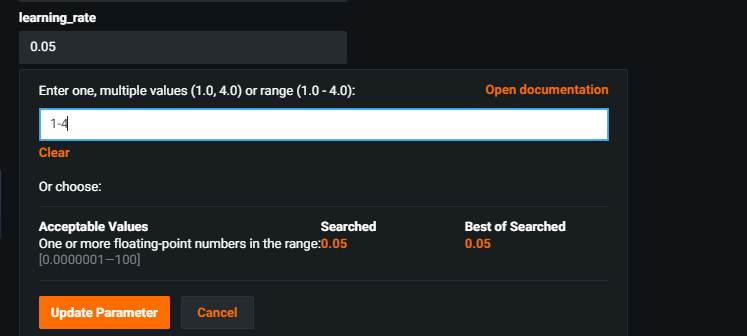 learning_rate
0.05
Enter one, multiple values (1.0, 4.0) or range (1.0 - 4.0):
Open documentation
1-4
Clear
Or choose:
Acceptable Values
Searched
Best of Searched
One or more floating-point numbers in the range:
0.05
0.05
[0.0000001—100]
Update Parameter
Cancel